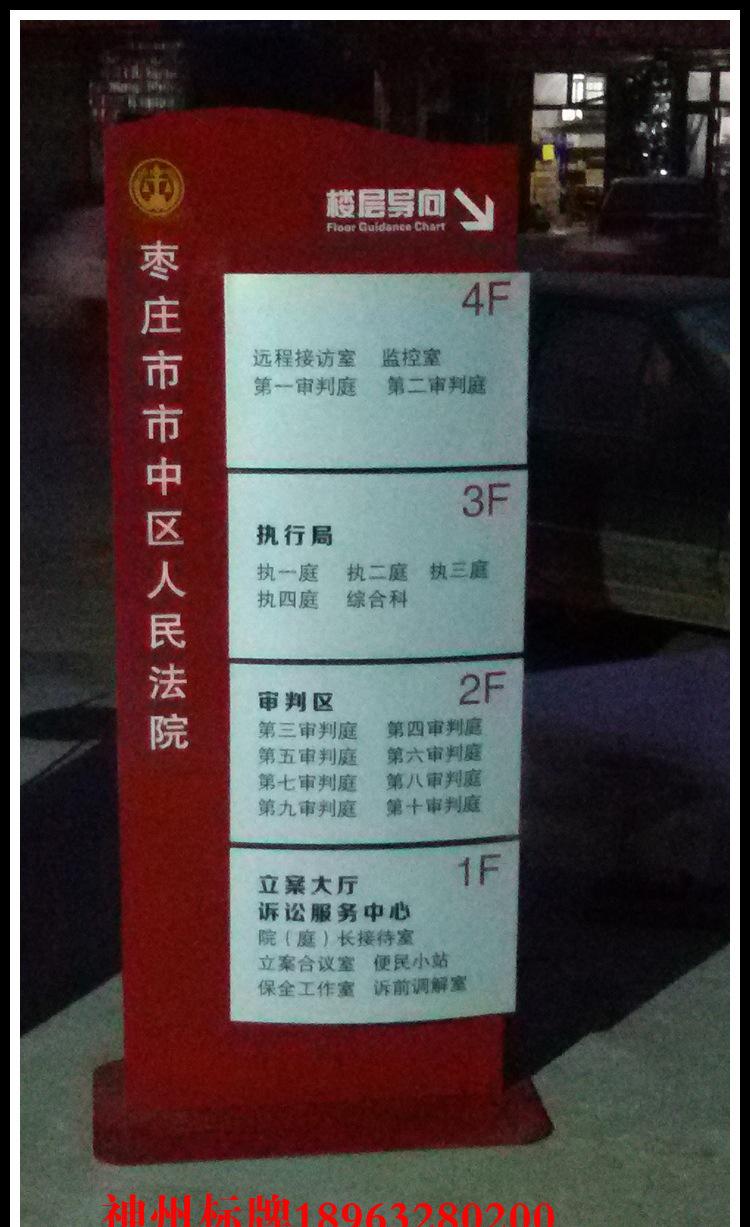 枣庄市市中区人民法院
楼层导向
Floor Guidance Chart
4F
远程接访室 监控室
第一审判庭 第二审判庭
3F
执行局
执一庭 执二庭 执三庭
执四庭 综合科
2F
审判区
第三审判庭 第四审判庭
第五审判庭 第六审判庭
第七审判庭 第八审判庭
第九审判庭 第十审判庭
1F
立案大厅
诉讼服务中心
院（庭）长接待室
立案合议室 便民小站
保全工作室 诉前调解室
神州标牌18963280200